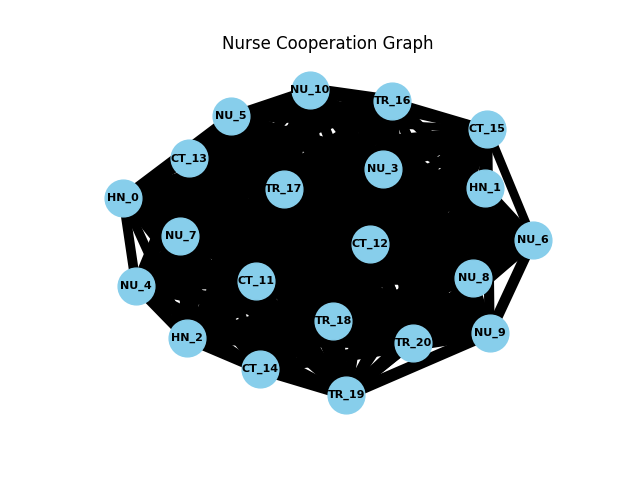 Nurse Cooperation Graph
NU_10
TR_16
NU_5
CT_15
CT_13
NU_3
TR_17
HN_1
HN_0
NU_7
NU_6
CT_12
NU_8
CT_11
NU_4
TR_18
NU_9
HN_2
TR_20
CT_14
TR_19